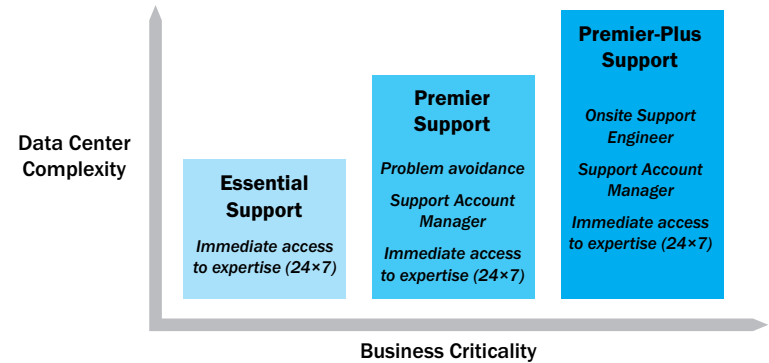 Data Center
Complexity
Essential
Support
Immediate access
to expertise (24×7)
Premier
Support
Problem avoidance
Support Account
Manager
Immediate access
to expertise (24×7)
Premier-Plus
Support
Onsite Support
Engineer
Support Account
Manager
Immediate access
to expertise (24×7)
Business Criticality